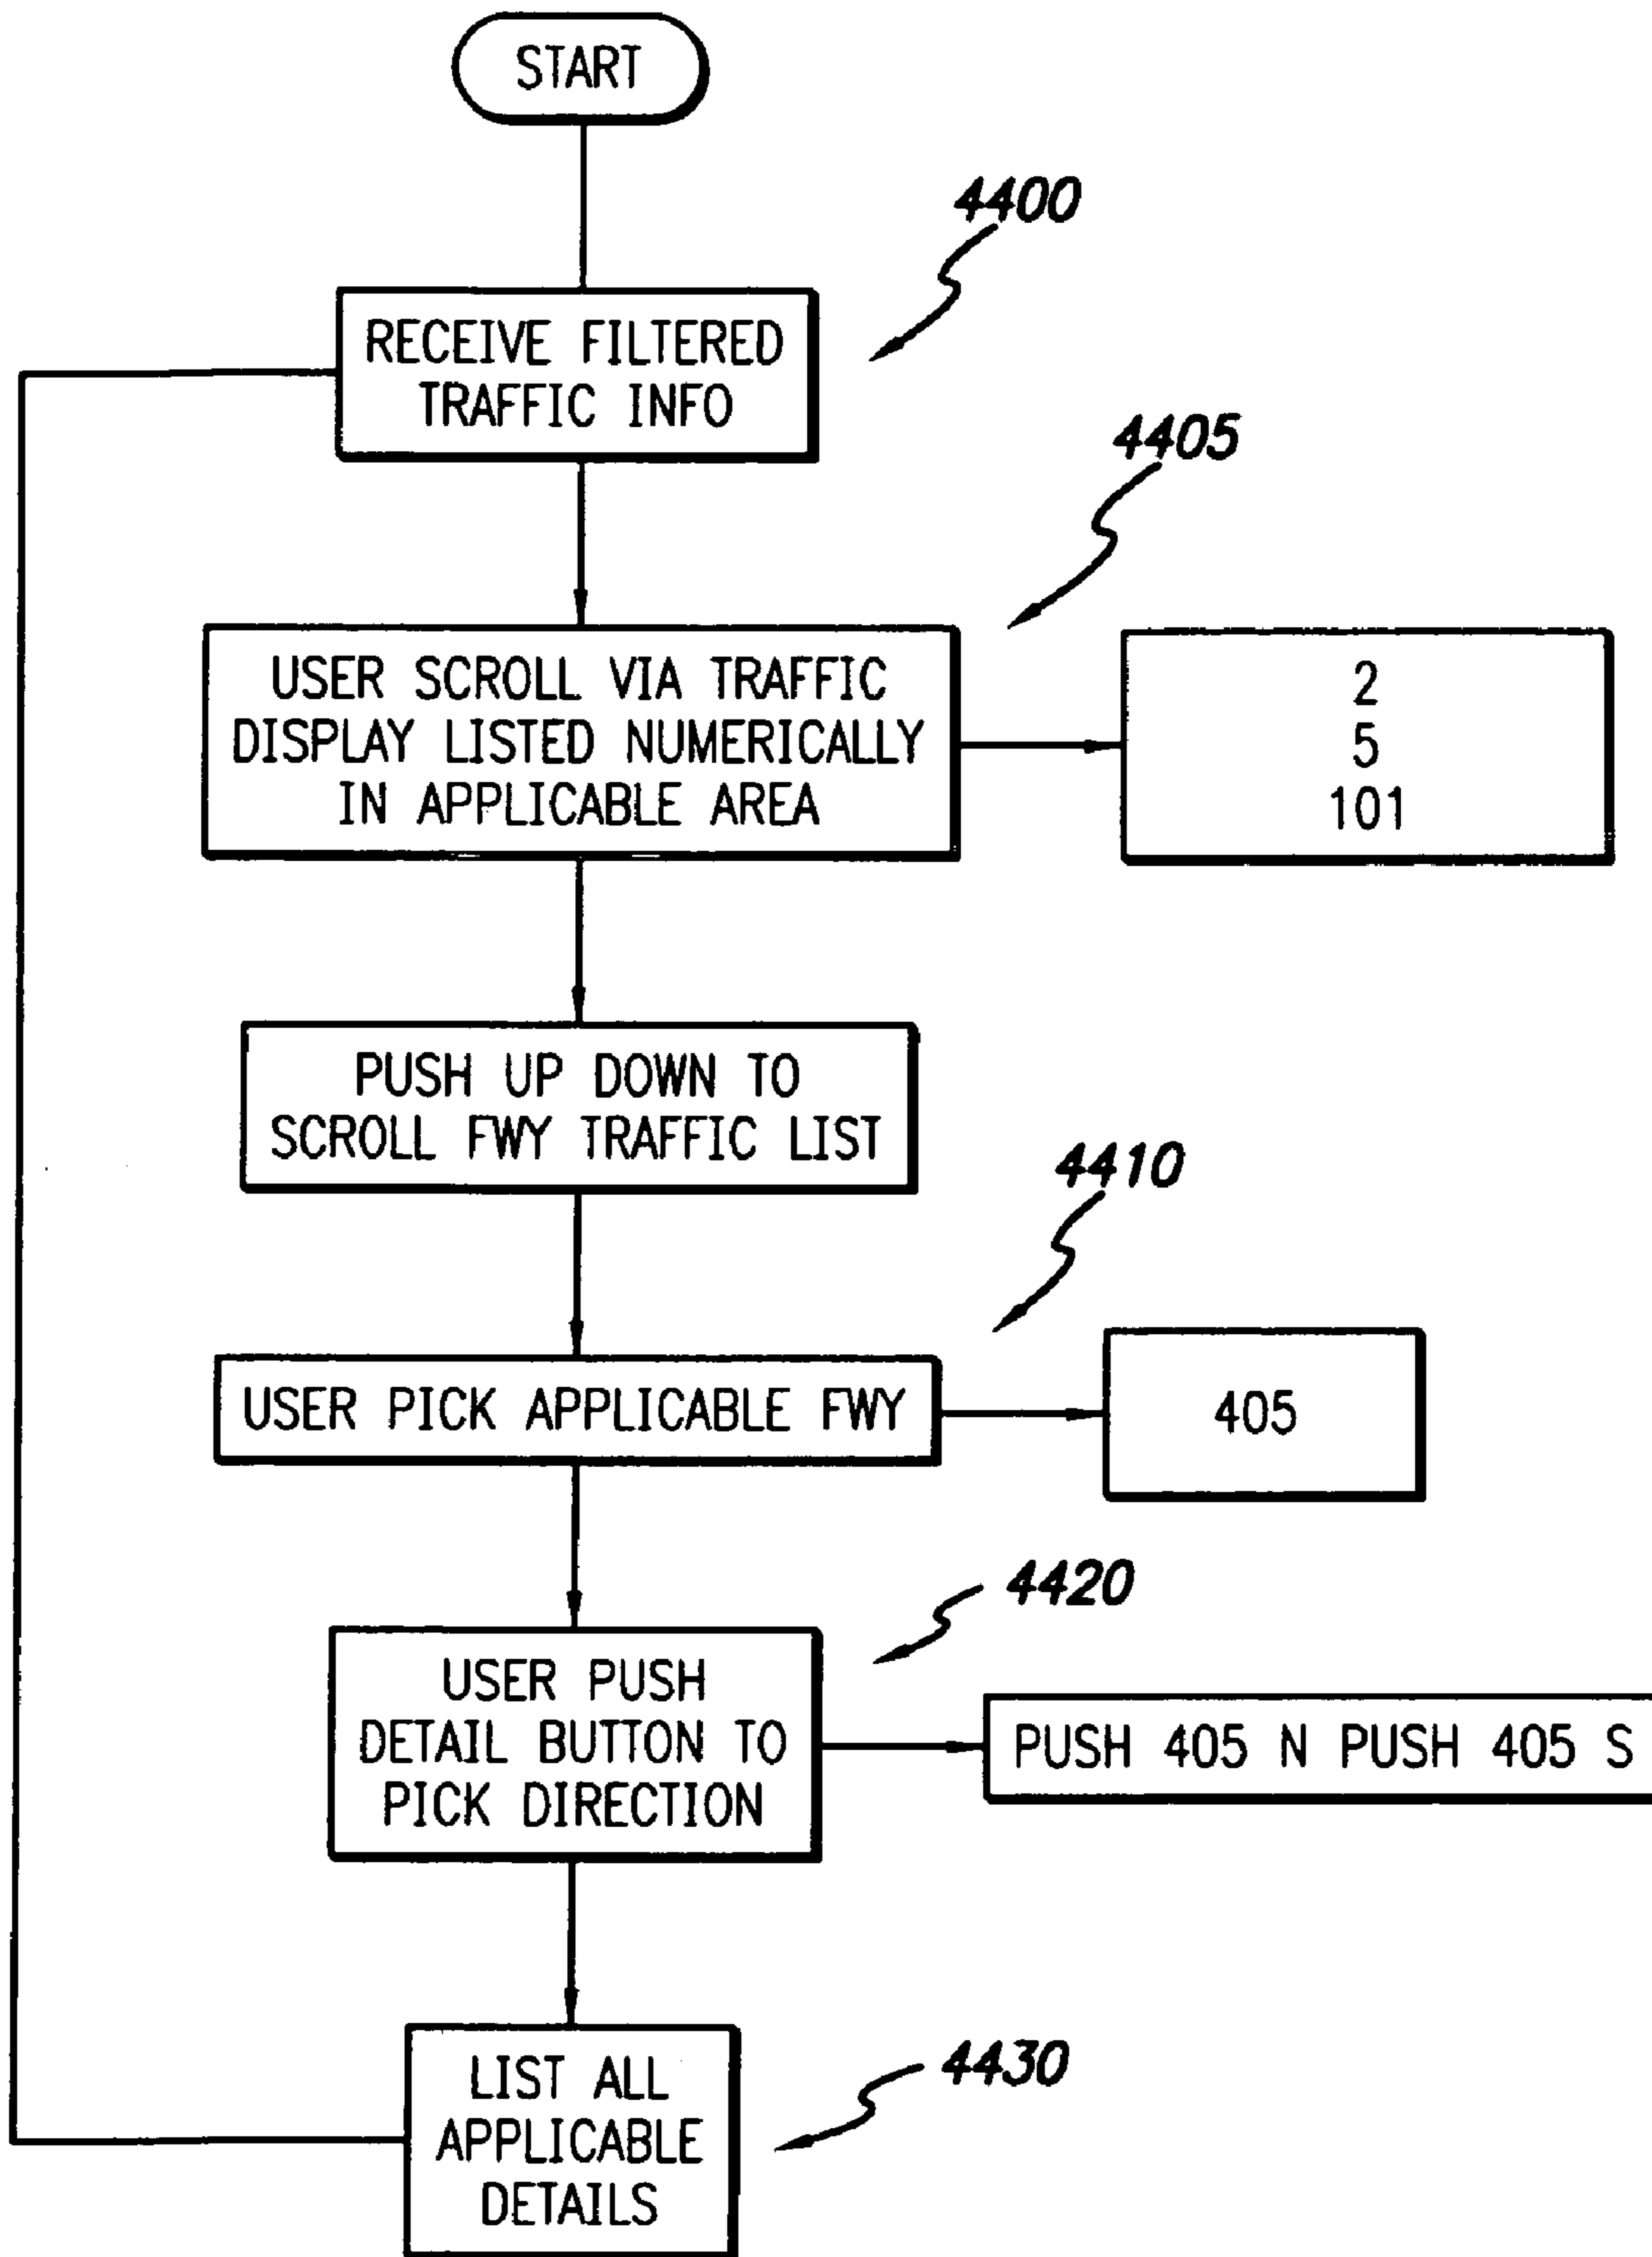 START
4400
RECEIVE FILTERED
TRAFFIC INFO
4405
USER SCROLL VIA TRAFFIC
DISPLAY LISTED NUMERICALLY
IN APPLICABLE AREA
2
5
101
PUSH UP DOWN TO
SCROLL FWY TRAFFIC LIST
4410
USER PICK APPLICABLE FWY
405
4420
USER PUSH
DETAIL BUTTON TO
PICK DIRECTION
PUSH 405 N PUSH 405 S
4430
LIST ALL
APPLICABLE
DETAILS